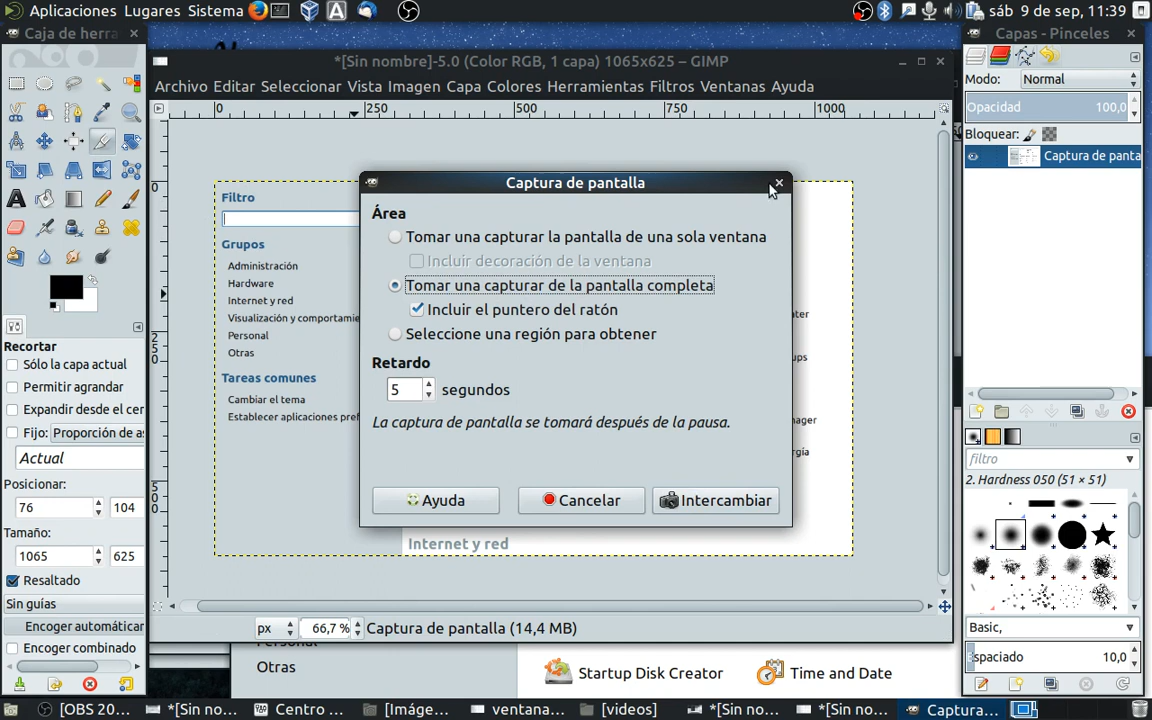 Aplicaciones Lugares Sistema
sáb 9 de sep, 11:39
Caja de herra
*[Sin nombre]-5.0 (Color RGB, 1 capa) 1065x625 – GIMP
Capas - Pinceles
Archivo Editar Seleccionar Vista Imagen Capa Colores Herramientas Filtros Ventanas Ayuda
Modo: Normal
Opacidad 100,0
Bloquear:
Captura de panta
0 250 500 750 1000
0
250
500
Filtro
Grupos
Administración
Hardware
Internet y red
Visualización y comportamie
Personal
Otras
Tareas comunes
Cambiar el tema
Establecer aplicaciones pref
Captura de pantalla
Área
Tomar una capturar la pantalla de una sola ventana
Incluir decoración de la ventana
Tomar una capturar de la pantalla completa
Incluir el puntero del ratón
Seleccione una región para obtener
Retardo
5 segundos
La captura de pantalla se tomará después de la pausa.
Ayuda Cancelar Intercambiar
ater
ups
nager
rgía
Internet y red
Recortar
Sólo la capa actual
Permitir agrandar
Expandir desde el cer
Fijo: Proporción de as
Actual
Posicionar:
76 104
Tamaño:
1065 625
Resaltado
Sin guías
Encoger automáticar
Encoger combinado
filtro
2. Hardness 050 (51 × 51)
Basic,
Espaciado 10,0
px 66,7 % Captura de pantalla (14,4 MB)
Personal
Otras
Startup Disk Creator
Time and Date
[OBS 20...
*[Sin no...
Centro ...
[Imáge...
ventana...
[videos]
*[Sin no...
*[Sin no...
Captura...